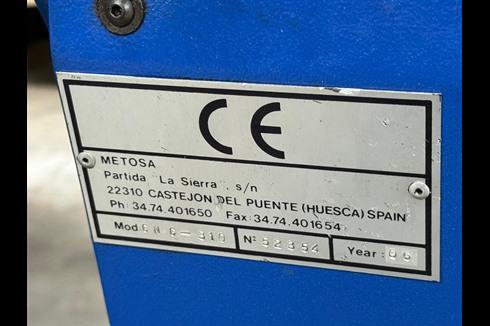 CE
METOSA
Partida "La Sierra", s/n
22310 CASTEJON DEL PUENTE (HUESCA) SPAIN
Ph: 34.74.401650 Fax: 34.74.401654
Mod. Nº 52354 Year: